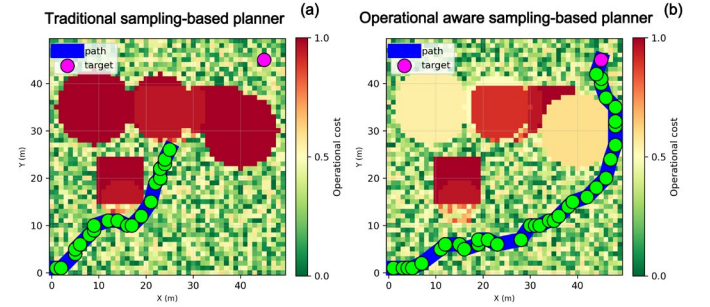 Traditional sampling-based planner
(a)
path
target
Y (m)
40
30
20
10
0
0
10
20
30
40
X (m)
1.0
0.5
0.0
Operational cost
Operational aware sampling-based planner
(b)
path
target
Y (m)
40
30
20
10
0
0
10
20
30
40
X (m)
1.0
0.5
0.0
Operational cost